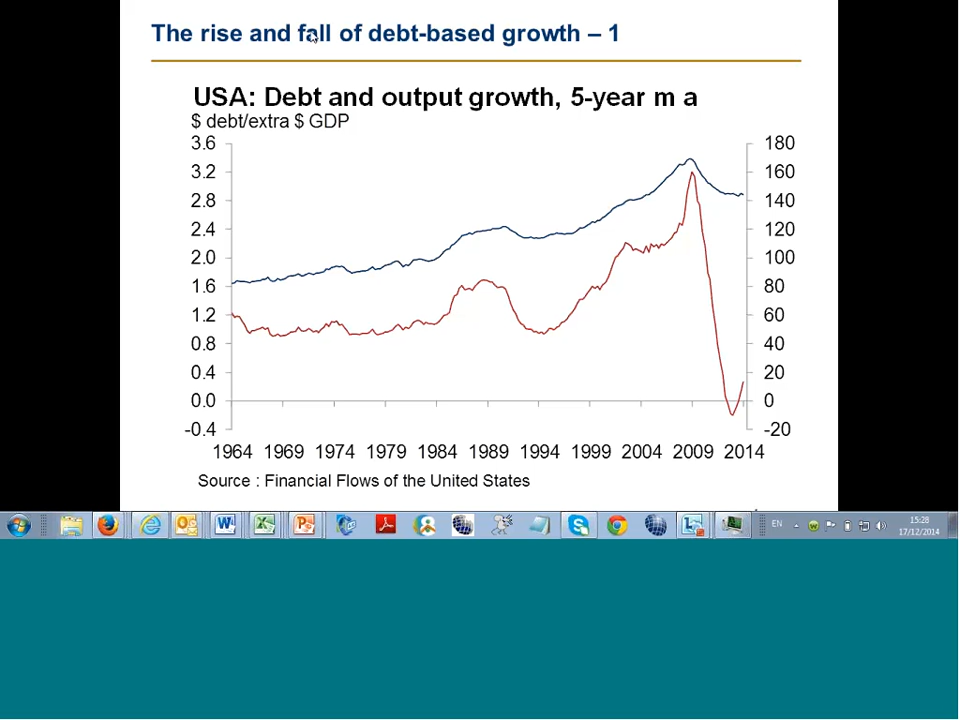 The rise and fall of debt-based growth – 1
USA: Debt and output growth, 5-year m a
$ debt/extra $ GDP
3.6 180
3.2 160
2.8 140
2.4 120
2.0 100
1.6 80
1.2 60
0.8 40
0.4 20
0.0 0
-0.4 -20
1964 1969 1974 1979 1984 1989 1994 1999 2004 2009 2014
Source : Financial Flows of the United States
EN 15:28
17/12/2014